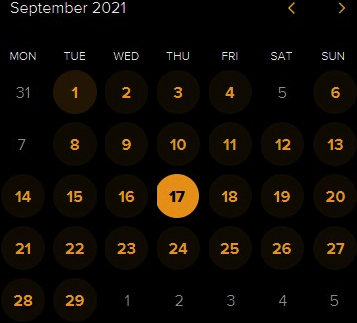 September 2021
MON TUE WED THU FRI SAT SUN
31 1 2 3 4 5 6
7 8 9 10 11 12 13
14 15 16 17 18 19 20
21 22 23 24 25 26 27
28 29 1 2 3 4 5